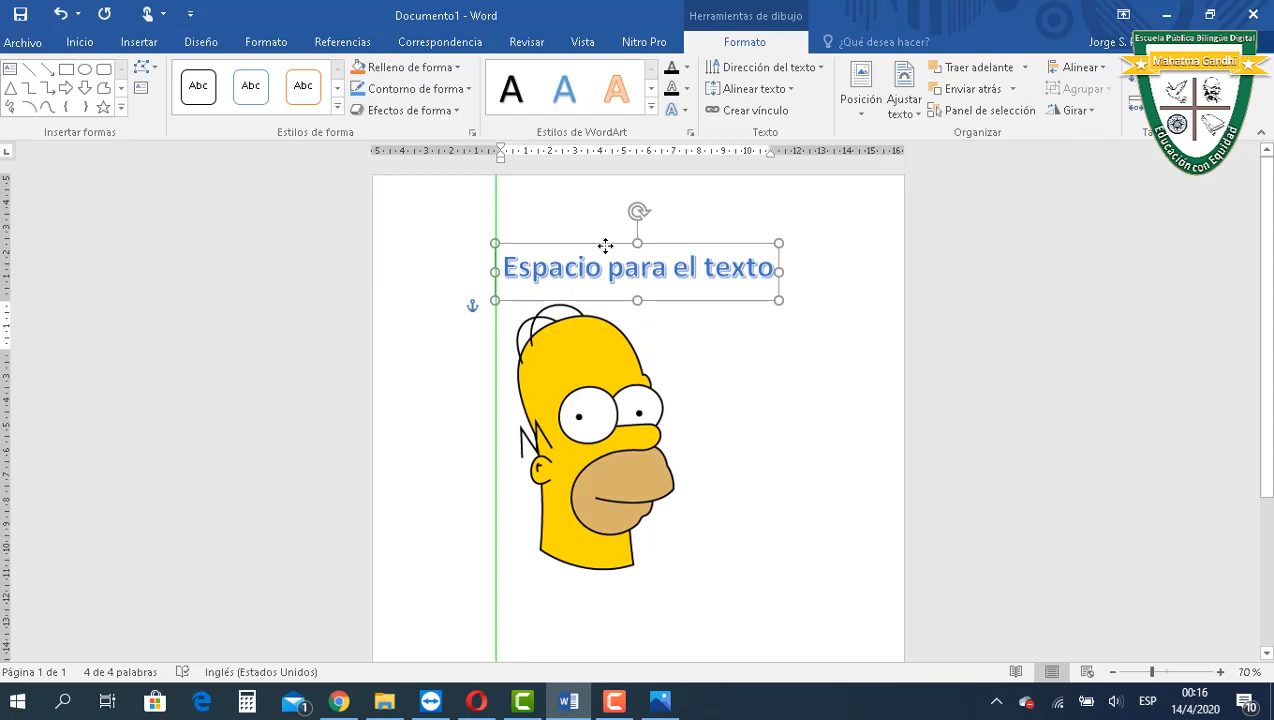 Documento1 - Word
Herramientas de dibujo
Archivo Inicio Insertar Diseño Formato Referencias Correspondencia Revisar Vista Nitro Pro Formato ¿Qué desea hacer? Jorge S.
Escuela Pública Bilingüe Digital
Mahatma Gandhi
Educación con Equidad
Abc Abc Abc
Relleno de forma
Contorno de forma
Efectos de forma
A A A
Dirección del texto
Alinear texto
Crear vínculo
Posición
Ajustar texto
Traer adelante
Enviar atrás
Panel de selección
Alinear
Agrupar
Girar
Insertar formas Estilos de forma Estilos de WordArt Texto Organizar
Espacio para el texto
Página 1 de 1 4 de 4 palabras Inglés (Estados Unidos) 70 %
ESP 00:16
14/4/2020
1
10